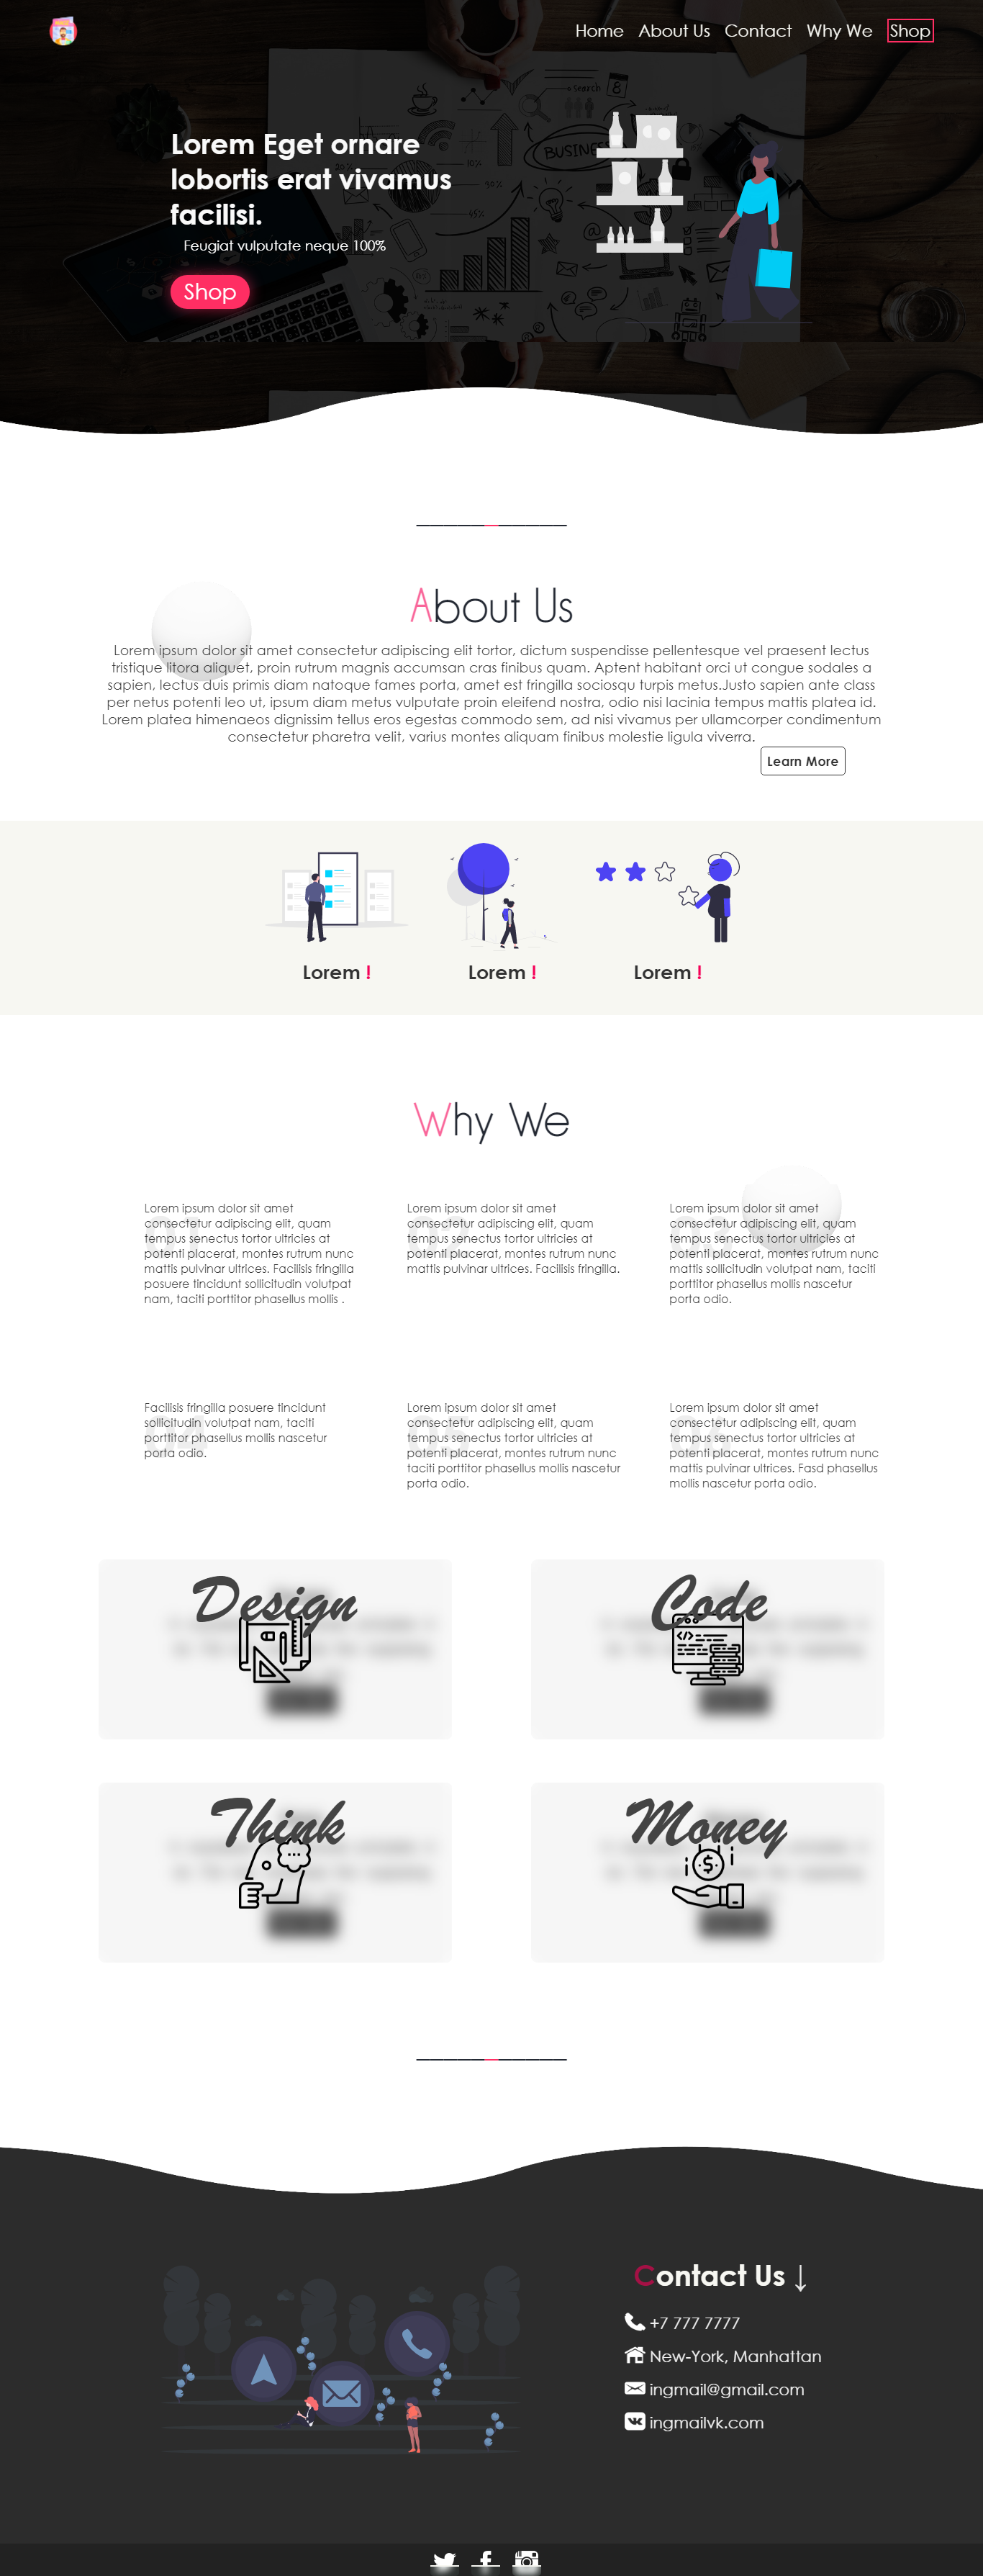 Home About Us Contact Why We Shop
search 8
BUSINESS
Lorem Eget ornare
lobortis erat vivamus
facilisi.
Feugiat vulputate neque 100%
Shop
About Us
Lorem ipsum dolor sit amet consectetur adipiscing elit tortor, dictum suspendisse pellentesque vel praesent lectus
tristique litora aliquet, proin rutrum magnis accumsan cras finibus quam. Aptent habitant orci ut congue sodales a
sapien, lectus duis primis diam natoque fames porta, amet est fringilla sociosqu turpis metus.Justo sapien ante class
per netus potenti leo ut, ipsum diam metus vulputate proin eleifend nostra, odio nisi lacinia tempus mattis platea id.
Lorem platea himenaeos dignissim tellus eros egestas commodo sem, ad nisi vivamus per ullamcorper condimentum
consectetur pharetra velit, varius montes aliquam finibus molestie ligula viverra.
Learn More
Lorem !
Lorem !
Lorem !
Why We
Lorem ipsum dolor sit amet
consectetur adipiscing elit, quam
tempus senectus tortor ultricies at
potenti placerat, montes rutrum nunc
mattis pulvinar ultrices. Facilisis fringilla
posuere tincidunt sollicitudin volutpat
nam, taciti porttitor phasellus mollis .
Lorem ipsum dolor sit amet
consectetur adipiscing elit, quam
tempus senectus tortor ultricies at
potenti placerat, montes rutrum nunc
mattis pulvinar ultrices. Facilisis fringilla.
Lorem ipsum dolor sit amet
consectetur adipiscing elit, quam
tempus senectus tortor ultricies at
potenti placerat, montes rutrum nunc
mattis sollicitudin volutpat nam, taciti
porttitor phasellus mollis nascetur
porta odio.
Facilisis fringilla posuere tincidunt
sollicitudin volutpat nam, taciti
porttitor phasellus mollis nascetur
porta odio.
Lorem ipsum dolor sit amet
consectetur adipiscing elit, quam
tempus senectus tortor ultricies at
potenti placerat, montes rutrum nunc
taciti porttitor phasellus mollis nascetur
porta odio.
Lorem ipsum dolor sit amet
consectetur adipiscing elit, quam
tempus senectus tortor ultricies at
potenti placerat, montes rutrum nunc
mattis pulvinar ultrices. Fasd phasellus
mollis nascetur porta odio.
Design
Code
Think
Money
Contact Us ↓
+7 777 7777
New-York, Manhattan
ingmail@gmail.com
ingmailvk.com